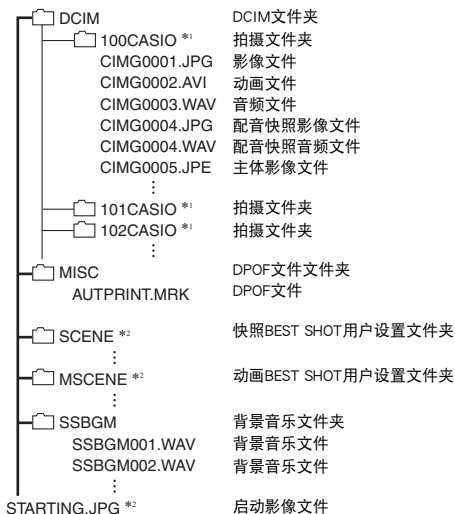 DCIM DCIM文件夹
100CASIO *1 拍摄文件夹
CIMG0001.JPG 影像文件
CIMG0002.AVI 动画文件
CIMG0003.WAV 音频文件
CIMG0004.JPG 配音快照影像文件
CIMG0004.WAV 配音快照音频文件
CIMG0005.JPE 主体影像文件
⋮
101CASIO *1 拍摄文件夹
102CASIO *1 拍摄文件夹
⋮
MISC DPOF文件文件夹
AUTPRINT.MRK DPOF文件
SCENE *2 快照BEST SHOT用户设置文件夹
⋮
MSCENE *2 动画BEST SHOT用户设置文件夹
⋮
SSBGM 背景音乐文件夹
SSBGM001.WAV 背景音乐文件
SSBGM002.WAV 背景音乐文件
⋮
STARTING.JPG *2 启动影像文件